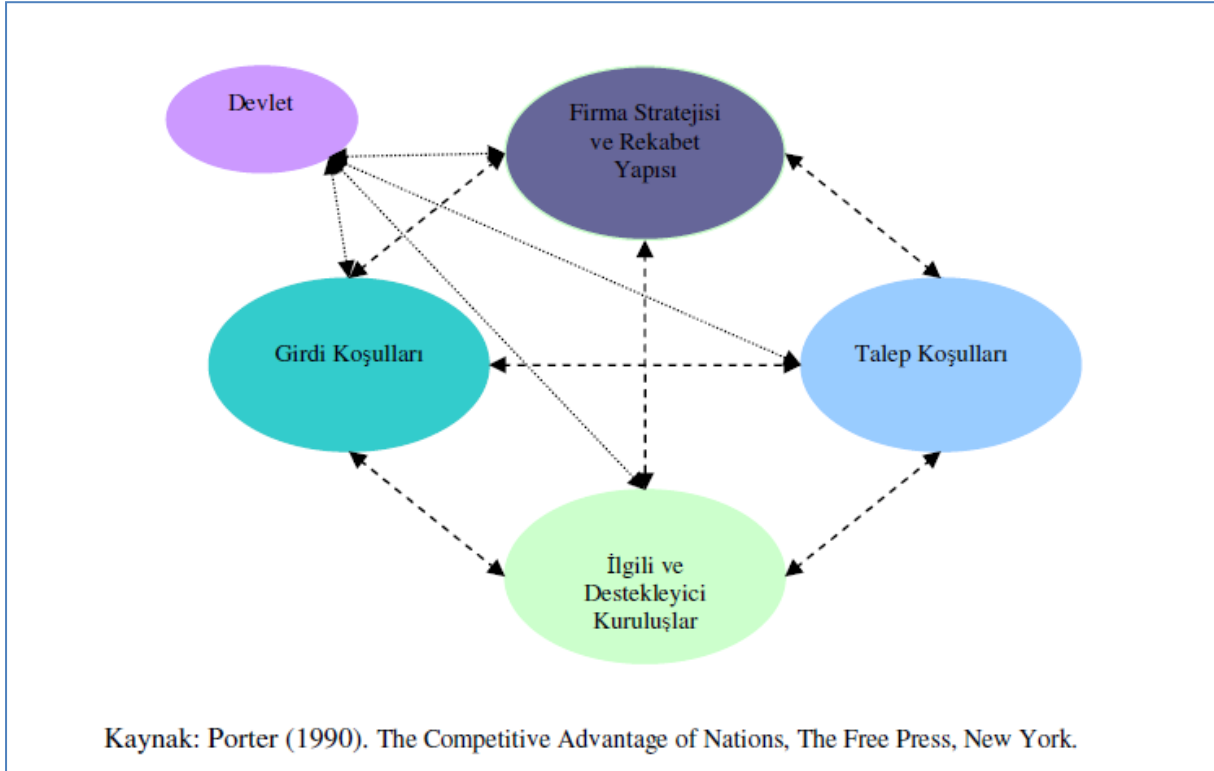 Devlet
Firma Stratejisi
ve Rekabet
Yapısı
Girdi Koşulları
Talep Koşulları
İlgili ve
Destekleyici
Kuruluşlar
Kaynak: Porter (1990). The Competitive Advantage of Nations, The Free Press, New York.